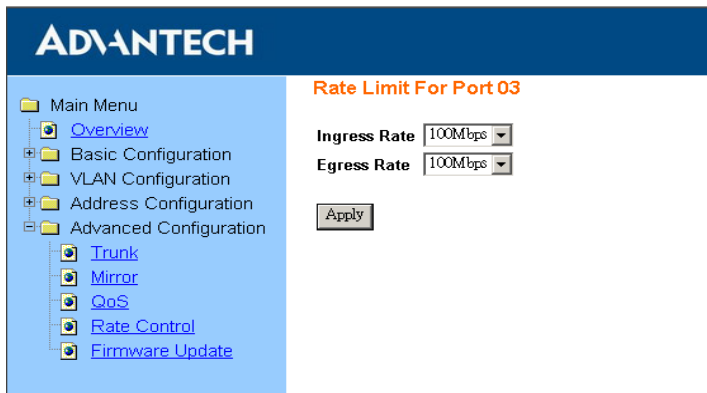 ADVANTECH
Main Menu
Overview
Basic Configuration
VLAN Configuration
Address Configuration
Advanced Configuration
Trunk
Mirror
QoS
Rate Control
Firmware Update
Rate Limit For Port 03
Ingress Rate 100Mbps
Egress Rate 100Mbps
Apply